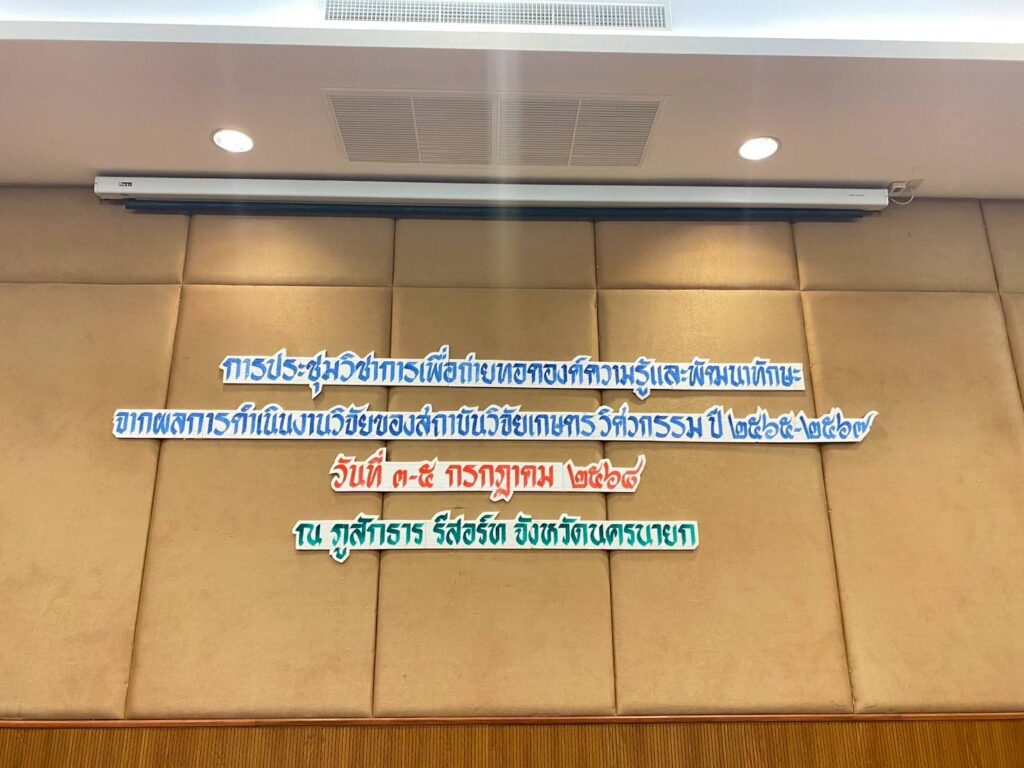 การประชุมวิชาการเพื่อถ่ายทอดองค์ความรู้และพัฒนาทักษะ
จากผลการดำเนินงานวิจัยของสถาบันวิจัยเกษตรวิศวกรรม ปี ๒๕๖๕-๒๕๖๗
วันที่ ๓-๕ กรกฎาคม ๒๕๖๘
ณ ภูสักธาร รีสอร์ท จังหวัดนครนายก